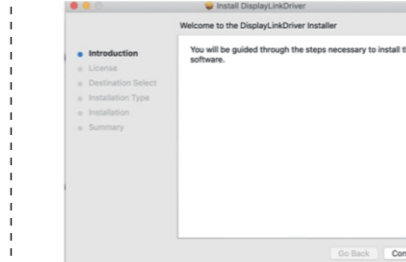 Install DisplayLinkDriver
Welcome to the DisplayLinkDriver Installer
Introduction
License
Destination Select
Installation Type
Installation
Summary
You will be guided through the steps necessary to install
software.
Go Back